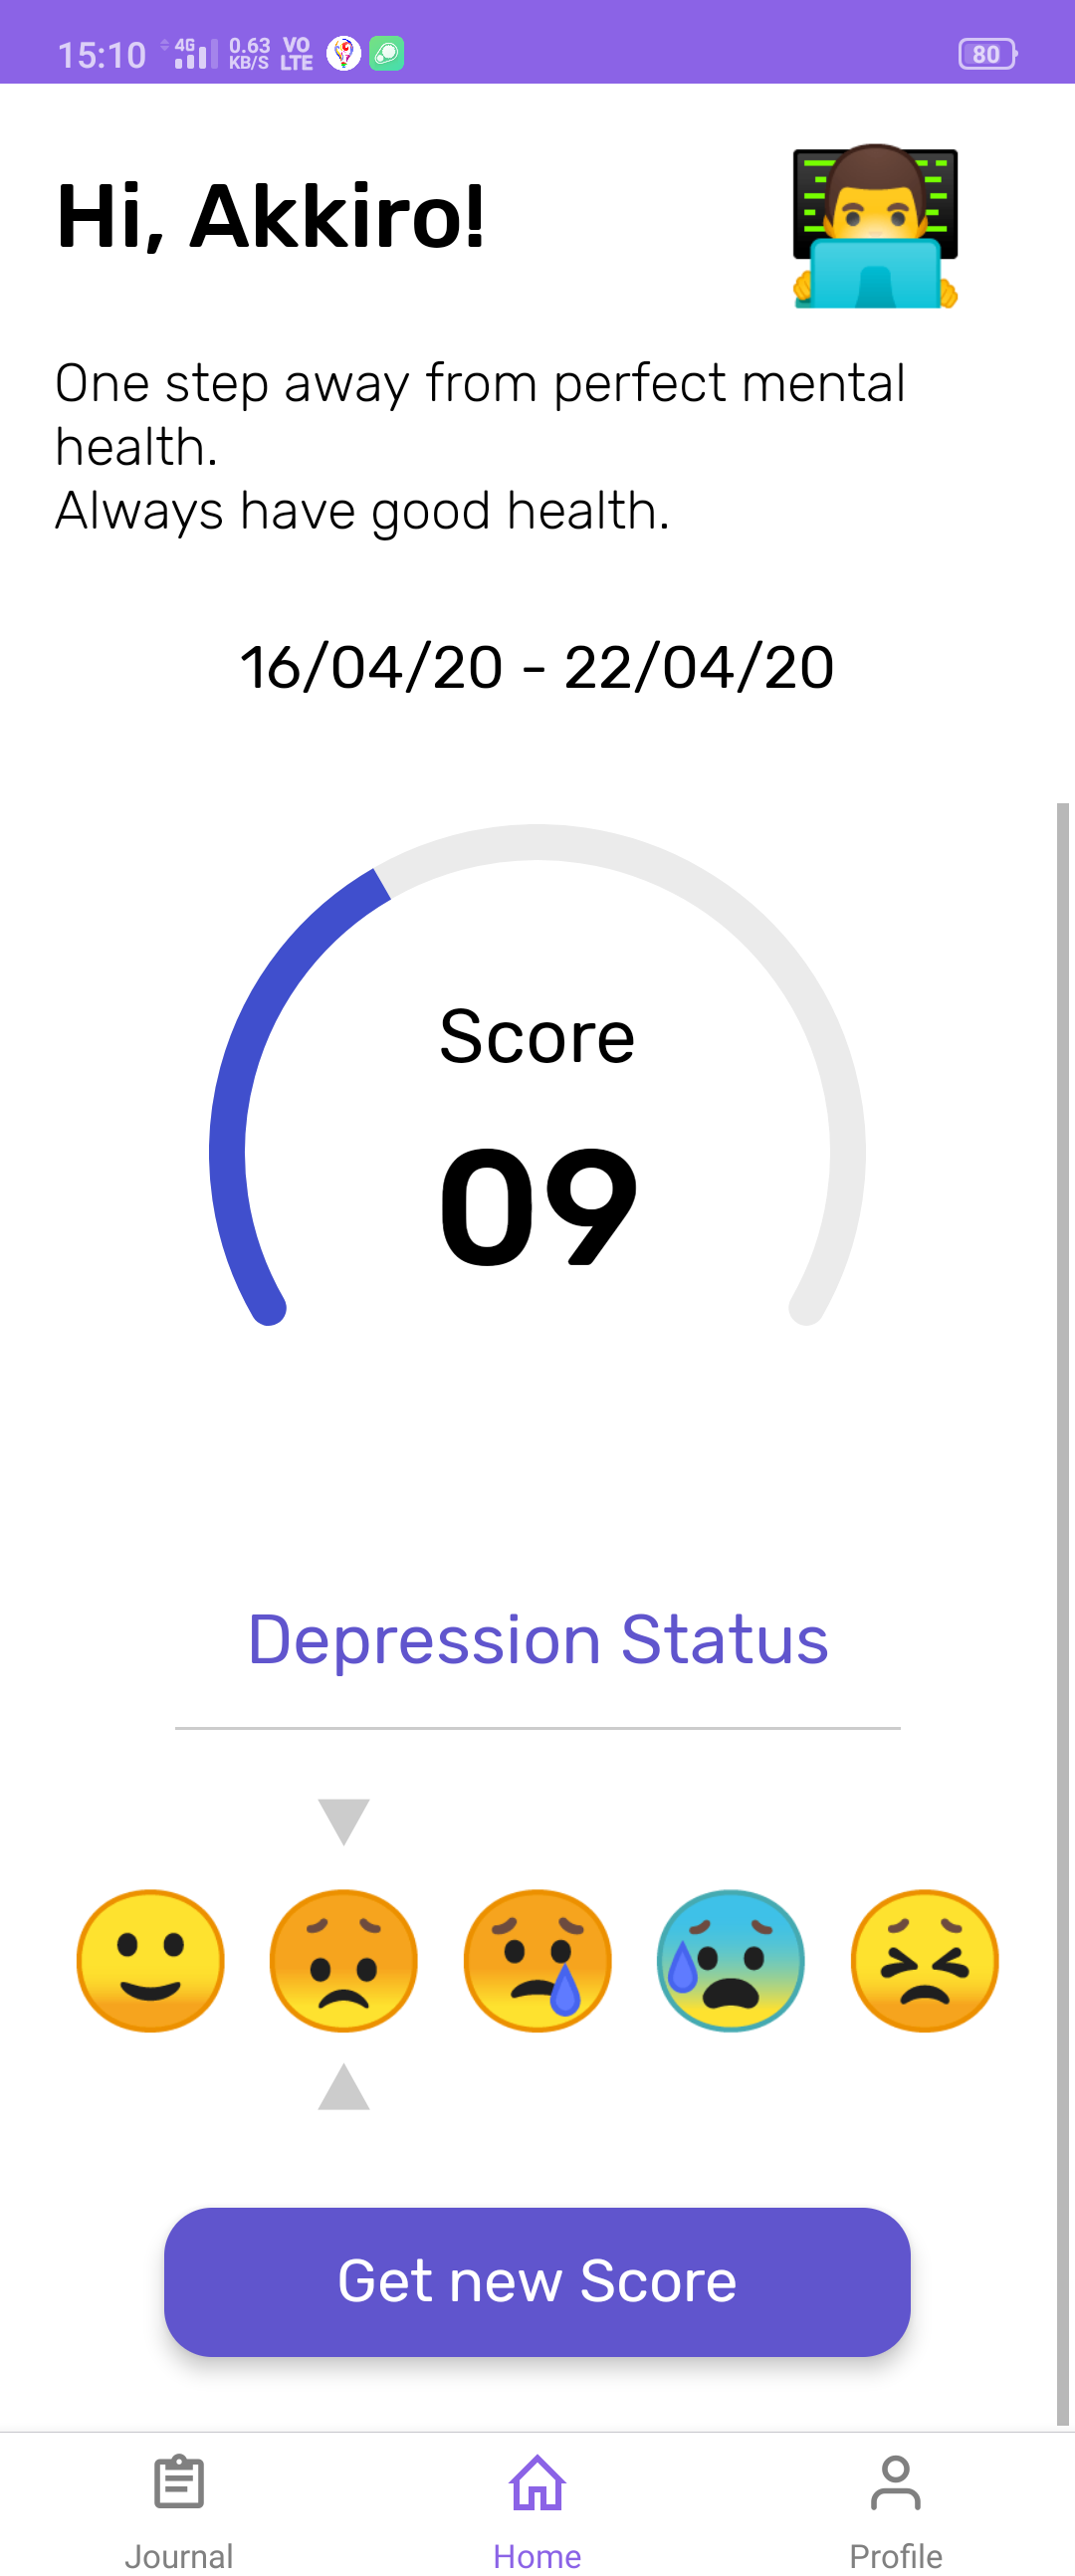 15:10
4G
0.63
KB/S
VO
LTE
80
Hi, Akkiro!
One step away from perfect mental
health.
Always have good health.
16/04/20 - 22/04/20
Score
09
Depression Status
Get new Score
Journal
Home
Profile